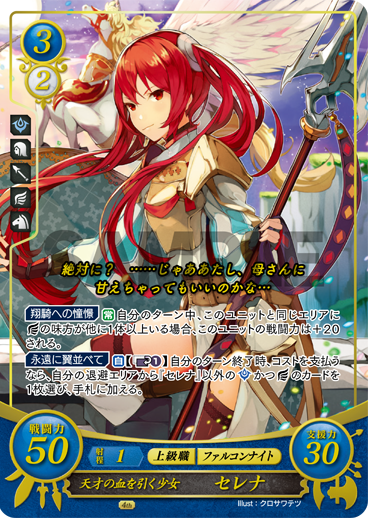 3
2
SAMPLE
絶対に？ ……じゃああたし、母さんに
甘えちゃってもいいのかな…
翔騎への憧憬 常 自分のターン中、このユニットと同じエリアに
の味方が他に1体以上いる場合、このユニットの戦闘力は＋20
される。
永遠に翼並べて 自 【 1】自分のターン終了時、コストを支払う
なら、自分の退避エリアから『セレナ』以外の かつ のカードを
1枚選び、手札に加える。
戦闘力
50
射程 1
上級職
ファルコンナイト
支援力
30
天才の血を引く少女 セレナ
4th
Illust：クロサワテツ